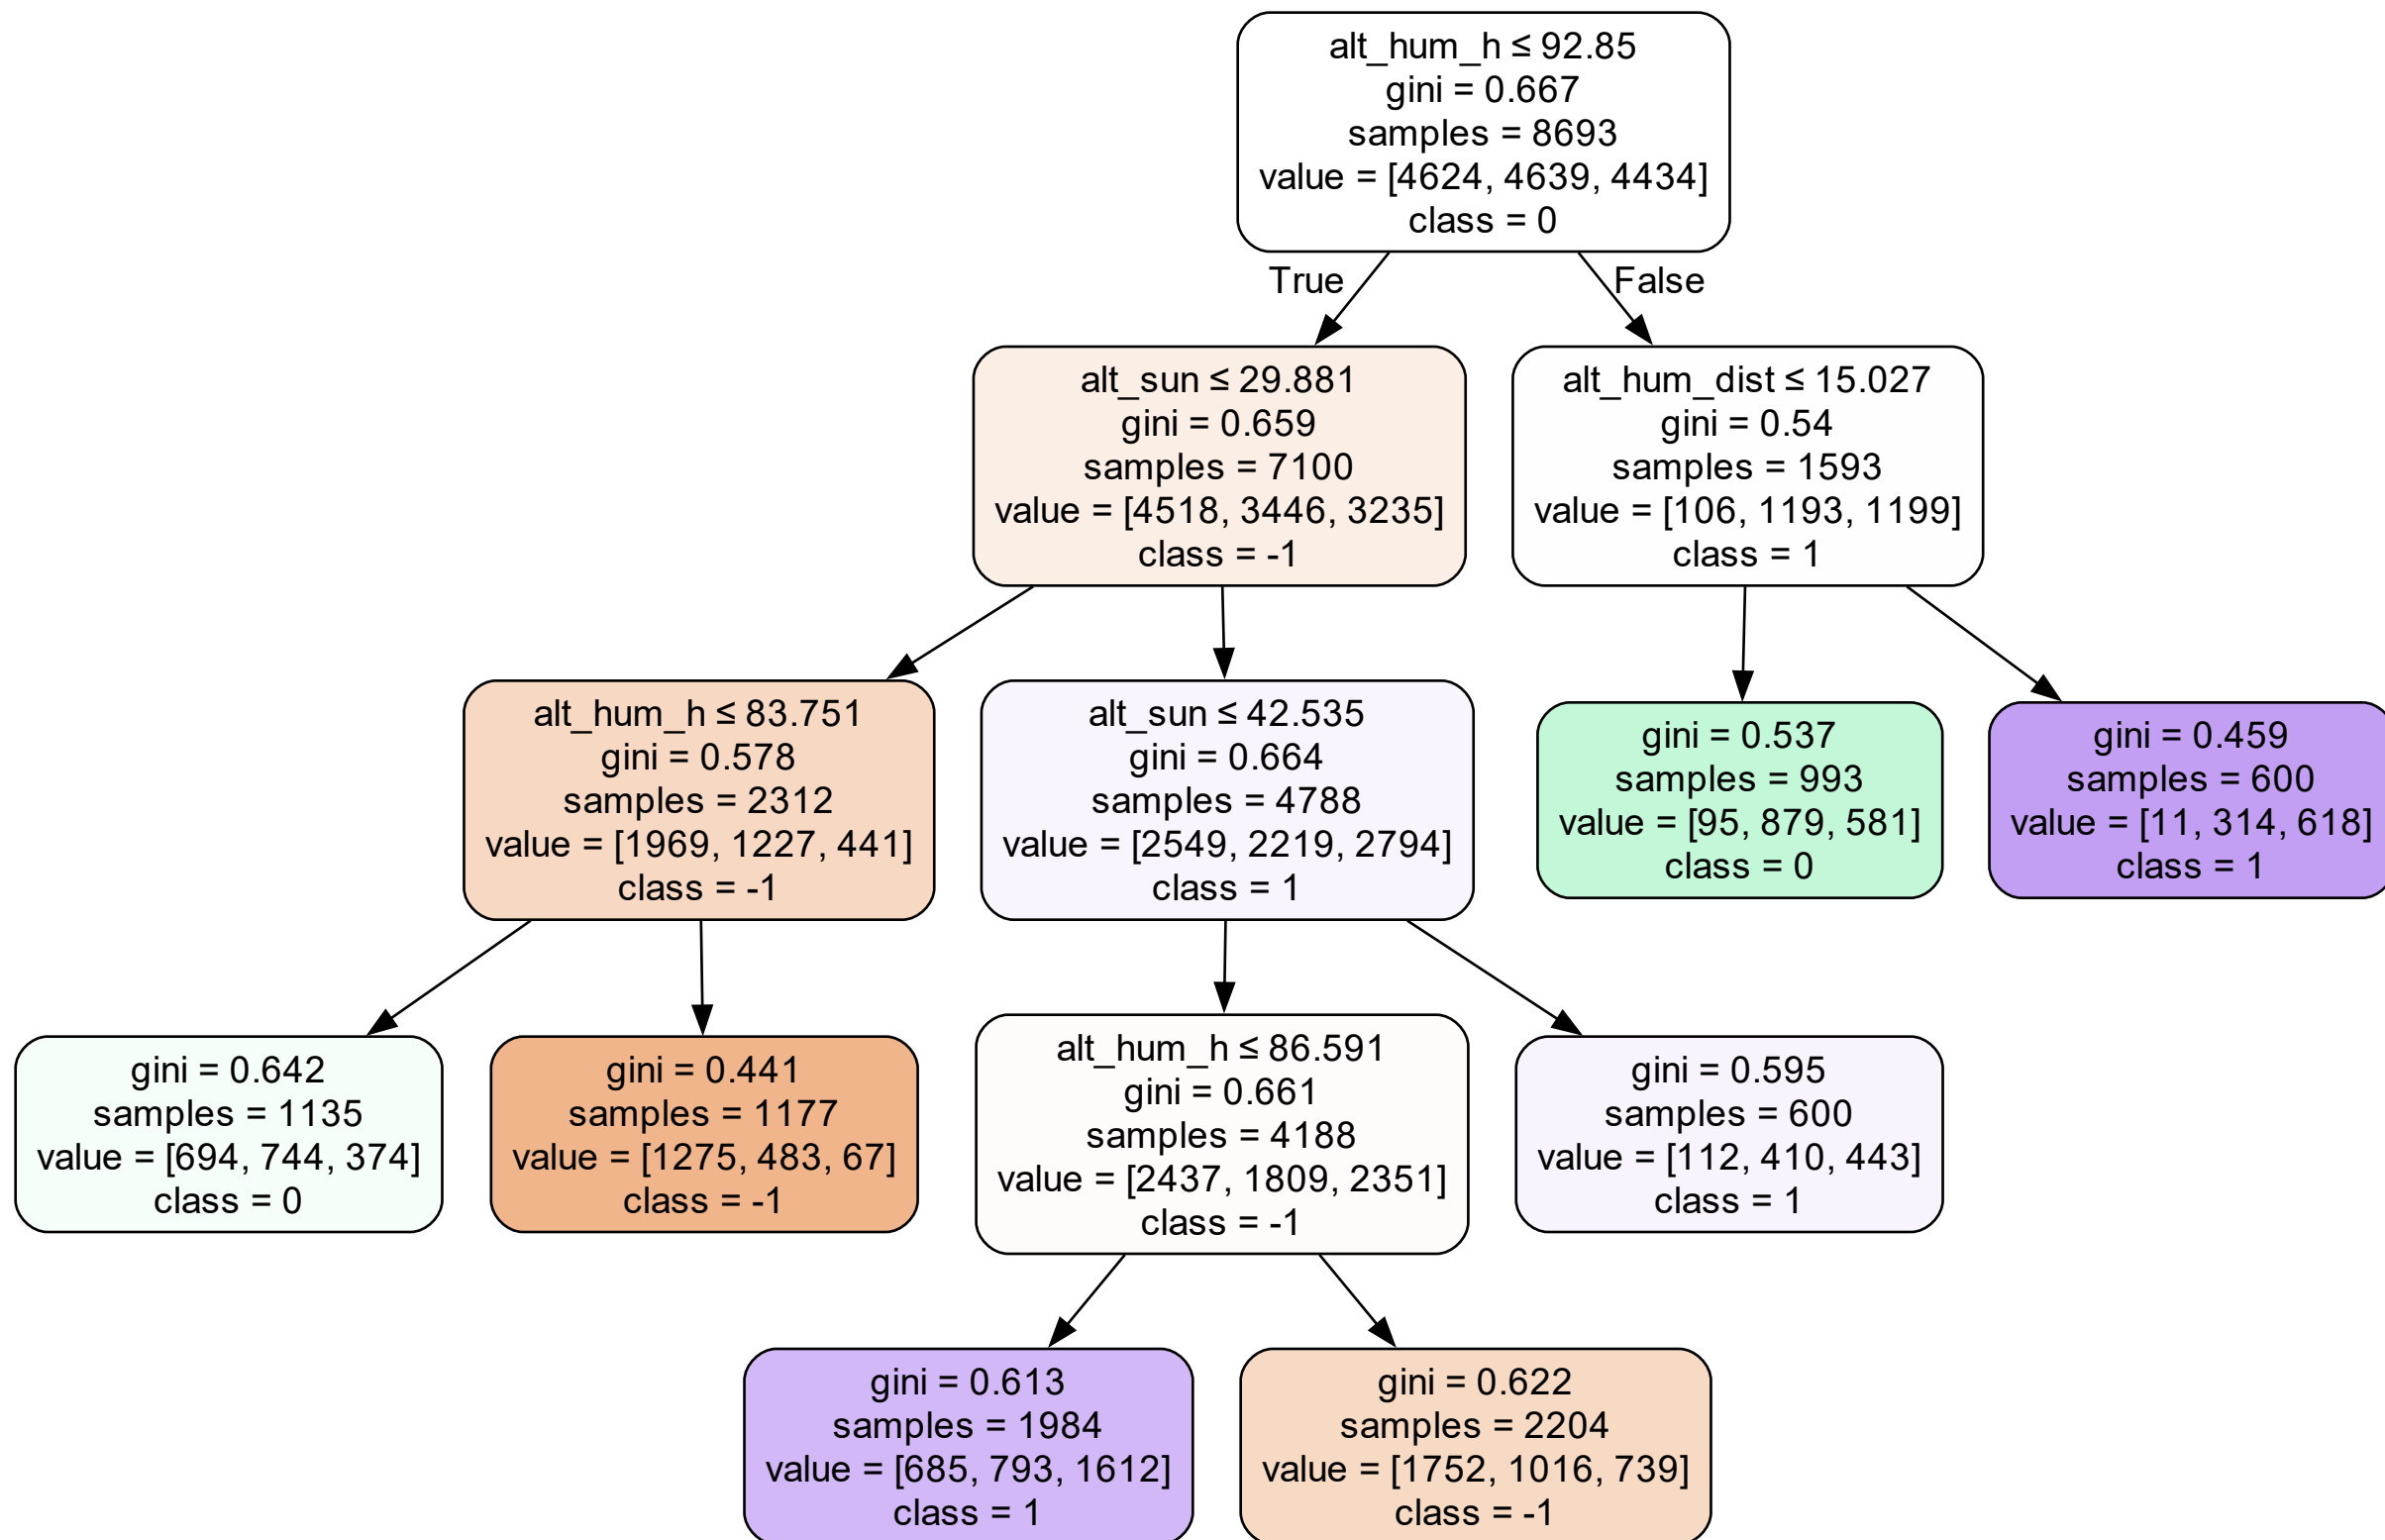 alt_hum_h ≤ 92.85
gini = 0.667
samples = 8693
value = [4624, 4639, 4434]
class = 0
True
False
alt_sun ≤ 29.881
gini = 0.659
samples = 7100
value = [4518, 3446, 3235]
class = -1
alt_hum_dist ≤ 15.027
gini = 0.54
samples = 1593
value = [106, 1193, 1199]
class = 1
alt_hum_h ≤ 83.751
gini = 0.578
samples = 2312
value = [1969, 1227, 441]
class = -1
alt_sun ≤ 42.535
gini = 0.664
samples = 4788
value = [2549, 2219, 2794]
class = 1
gini = 0.537
samples = 993
value = [95, 879, 581]
class = 0
gini = 0.459
samples = 600
value = [11, 314, 618]
class = 1
gini = 0.642
samples = 1135
value = [694, 744, 374]
class = 0
gini = 0.441
samples = 1177
value = [1275, 483, 67]
class = -1
alt_hum_h ≤ 86.591
gini = 0.661
samples = 4188
value = [2437, 1809, 2351]
class = -1
gini = 0.595
samples = 600
value = [112, 410, 443]
class = 1
gini = 0.613
samples = 1984
value = [685, 793, 1612]
class = 1
gini = 0.622
samples = 2204
value = [1752, 1016, 739]
class = -1